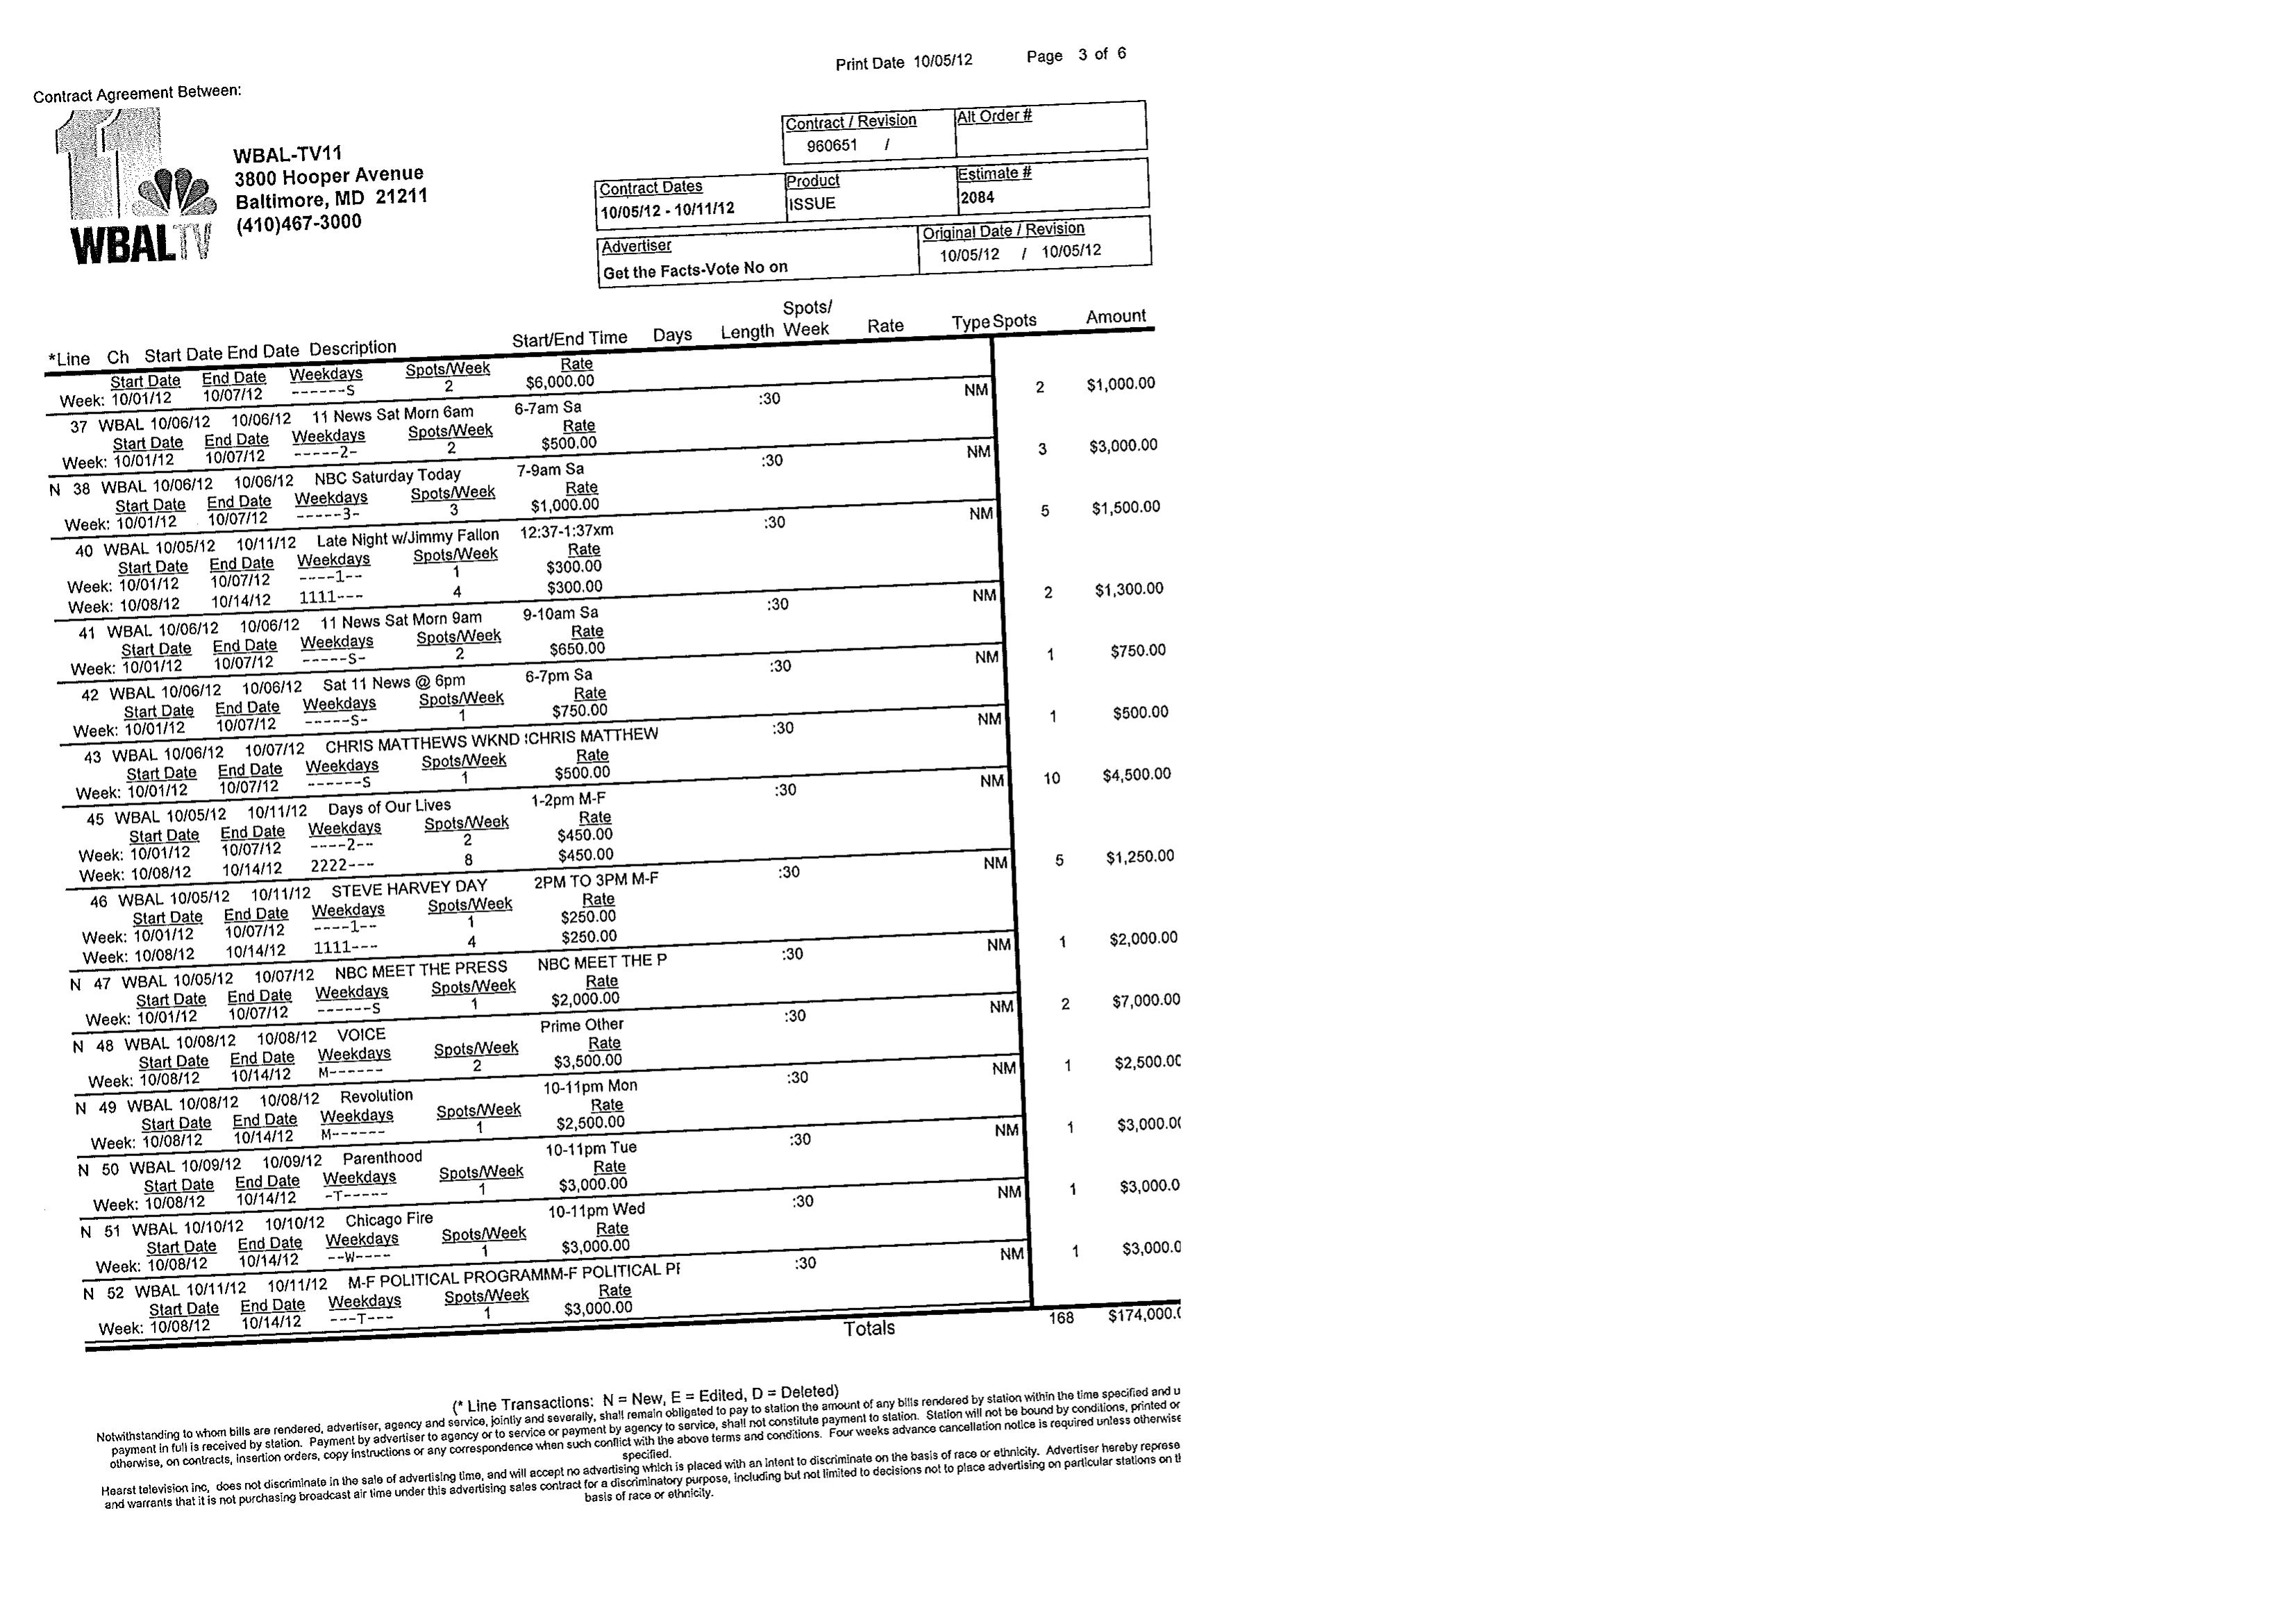 Print Date 10/05/12 Page 3 of 6
Contract Agreement Between:
11
WBALTV
WBAL-TV11
3800 Hooper Avenue
Baltimore, MD 21211
(410)467-3000
Contract / Revision Alt Order #
960651 /
Contract Dates Product Estimate #
10/05/12 - 10/11/12 ISSUE 2084
Advertiser Original Date / Revision
Get the Facts-Vote No on 10/05/12 / 10/05/12
Spots/
*Line Ch Start Date End Date Description Start/End Time Days Length Week Rate Type Spots Amount
Start Date End Date Weekdays Spots/Week Rate
Week: 10/01/12 10/07/12 ------S 2 $6,000.00
37 WBAL 10/06/12 10/06/12 11 News Sat Morn 6am 6-7am Sa :30 NM 2 $1,000.00
Start Date End Date Weekdays Spots/Week Rate
Week: 10/01/12 10/07/12 -----2- 2 $500.00
N 38 WBAL 10/06/12 10/06/12 NBC Saturday Today 7-9am Sa :30 NM 3 $3,000.00
Start Date End Date Weekdays Spots/Week Rate
Week: 10/01/12 10/07/12 -----3- 3 $1,000.00
40 WBAL 10/05/12 10/11/12 Late Night w/Jimmy Fallon 12:37-1:37xm :30 NM 5 $1,500.00
Start Date End Date Weekdays Spots/Week Rate
Week: 10/01/12 10/07/12 ----1-- 1 $300.00
Week: 10/08/12 10/14/12 1111--- 4 $300.00
41 WBAL 10/06/12 10/06/12 11 News Sat Morn 9am 9-10am Sa :30 NM 2 $1,300.00
Start Date End Date Weekdays Spots/Week Rate
Week: 10/01/12 10/07/12 -----S- 2 $650.00
42 WBAL 10/06/12 10/06/12 Sat 11 News @ 6pm 6-7pm Sa :30 NM 1 $750.00
Start Date End Date Weekdays Spots/Week Rate
Week: 10/01/12 10/07/12 -----S- 1 $750.00
43 WBAL 10/06/12 10/07/12 CHRIS MATTHEWS WKND :CHRIS MATTHEW :30 NM 1 $500.00
Start Date End Date Weekdays Spots/Week Rate
Week: 10/01/12 10/07/12 ------S 1 $500.00
45 WBAL 10/05/12 10/11/12 Days of Our Lives 1-2pm M-F :30 NM 10 $4,500.00
Start Date End Date Weekdays Spots/Week Rate
Week: 10/01/12 10/07/12 ----2-- 2 $450.00
Week: 10/08/12 10/14/12 2222--- 8 $450.00
46 WBAL 10/05/12 10/11/12 STEVE HARVEY DAY 2PM TO 3PM M-F :30 NM 5 $1,250.00
Start Date End Date Weekdays Spots/Week Rate
Week: 10/01/12 10/07/12 ----1-- 1 $250.00
Week: 10/08/12 10/14/12 1111--- 4 $250.00
N 47 WBAL 10/05/12 10/07/12 NBC MEET THE PRESS NBC MEET THE P :30 NM 1 $2,000.00
Start Date End Date Weekdays Spots/Week Rate
Week: 10/01/12 10/07/12 ------S 1 $2,000.00
N 48 WBAL 10/08/12 10/08/12 VOICE Prime Other :30 NM 2 $7,000.00
Start Date End Date Weekdays Spots/Week Rate
Week: 10/08/12 10/14/12 M------ 2 $3,500.00
N 49 WBAL 10/08/12 10/08/12 Revolution 10-11pm Mon :30 NM 1 $2,500.00
Start Date End Date Weekdays Spots/Week Rate
Week: 10/08/12 10/14/12 M------ 1 $2,500.00
N 50 WBAL 10/09/12 10/09/12 Parenthood 10-11pm Tue :30 NM 1 $3,000.0(
Start Date End Date Weekdays Spots/Week Rate
Week: 10/08/12 10/14/12 -T----- 1 $3,000.00
N 51 WBAL 10/10/12 10/10/12 Chicago Fire 10-11pm Wed :30 NM 1 $3,000.0
Start Date End Date Weekdays Spots/Week Rate
Week: 10/08/12 10/14/12 --W---- 1 $3,000.00
N 52 WBAL 10/11/12 10/11/12 M-F POLITICAL PROGRAMM-F POLITICAL PF :30 NM 1 $3,000.0
Start Date End Date Weekdays Spots/Week Rate
Week: 10/08/12 10/14/12 ---T--- 1 $3,000.00
Totals 168 $174,000.(
(* Line Transactions: N = New, E = Edited, D = Deleted)
Notwithstanding to whom bills are rendered, advertiser, agency and service, jointly and severally, shall remain obligated to pay to station the amount of any bills rendered by station within the time specified and u
payment in full is received by station. Payment by advertiser to agency or to service or payment by agency to service, shall not constitute payment to station. Station will not be bound by conditions, printed or
otherwise, on contracts, insertion orders, copy instructions or any correspondence when such conflict with the above terms and conditions. Four weeks advance cancellation notice is required unless otherwise
specified.
Hearst television inc, does not discriminate in the sale of advertising time, and will accept no advertising which is placed with an intent to discriminate on the basis of race or ethnicity. Advertiser hereby represe
and warrants that it is not purchasing broadcast air time under this advertising sales contract for a discriminatory purpose, including but not limited to decisions not to place advertising on particular stations on tl
basis of race or ethnicity.